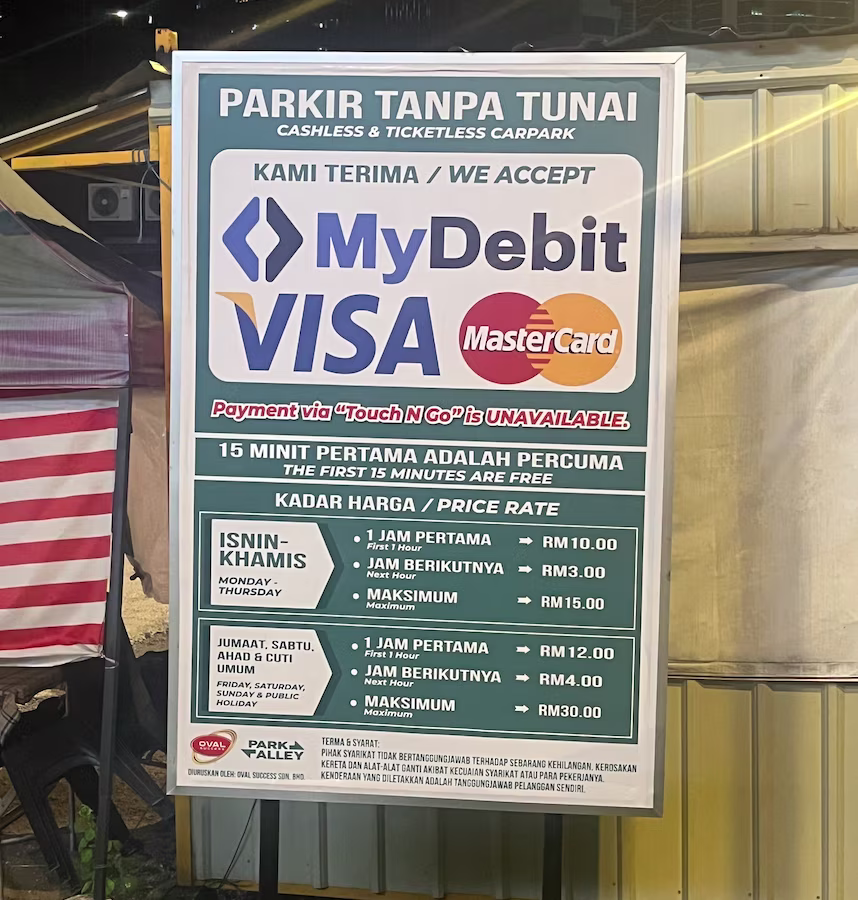 PARKIR TANPA TUNAI
CASHLESS & TICKETLESS CARPARK
KAMI TERIMA / WE ACCEPT
MyDebit
VISA MasterCard
Payment via “Touch N Go” is UNAVAILABLE.
15 MINIT PERTAMA ADALAH PERCUMA
THE FIRST 15 MINUTES ARE FREE
KADAR HARGA / PRICE RATE
ISNIN-
KHAMIS
MONDAY -
THURSDAY
• 1 JAM PERTAMA ➡ RM10.00
First 1 Hour
• JAM BERIKUTNYA ➡ RM3.00
Next Hour
• MAKSIMUM ➡ RM15.00
Maximum
JUMAAT, SABTU,
AHAD & CUTI
UMUM
FRIDAY, SATURDAY,
SUNDAY & PUBLIC
HOLIDAY
• 1 JAM PERTAMA ➡ RM12.00
First 1 Hour
• JAM BERIKUTNYA ➡ RM4.00
Next Hour
• MAKSIMUM ➡ RM30.00
Maximum
OVAL
SUCCESS
PARK
ALLEY
DIURUSKAN OLEH: OVAL SUCCESS SDN. BHD.
TERMA & SYARAT:
PIHAK SYARIKAT TIDAK BERTANGGUNGJAWAB TERHADAP SEBARANG KEHILANGAN, KEROSAKAN
KERETA DAN ALAT-ALAT GANTI AKIBAT KECUAIAN SYARIKAT ATAU PARA PEKERJANYA.
KENDERAAN YANG DILETAKKAN ADALAH TANGGUNGJAWAB PELANGGAN SENDIRI.